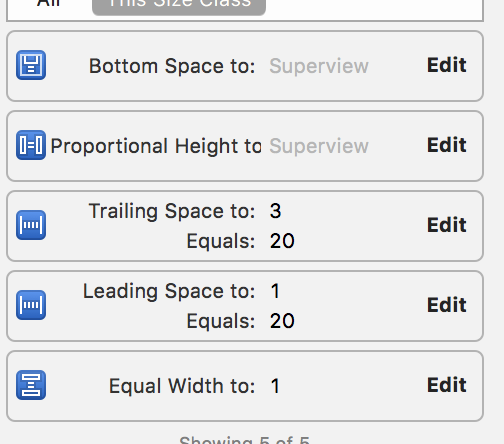 All This Size Class
Bottom Space to: Superview Edit
Proportional Height to Superview Edit
Trailing Space to: 3
Edit
Equals: 20
Leading Space to: 1
Edit
Equals: 20
Equal Width to: 1 Edit
Showing 5 of 5